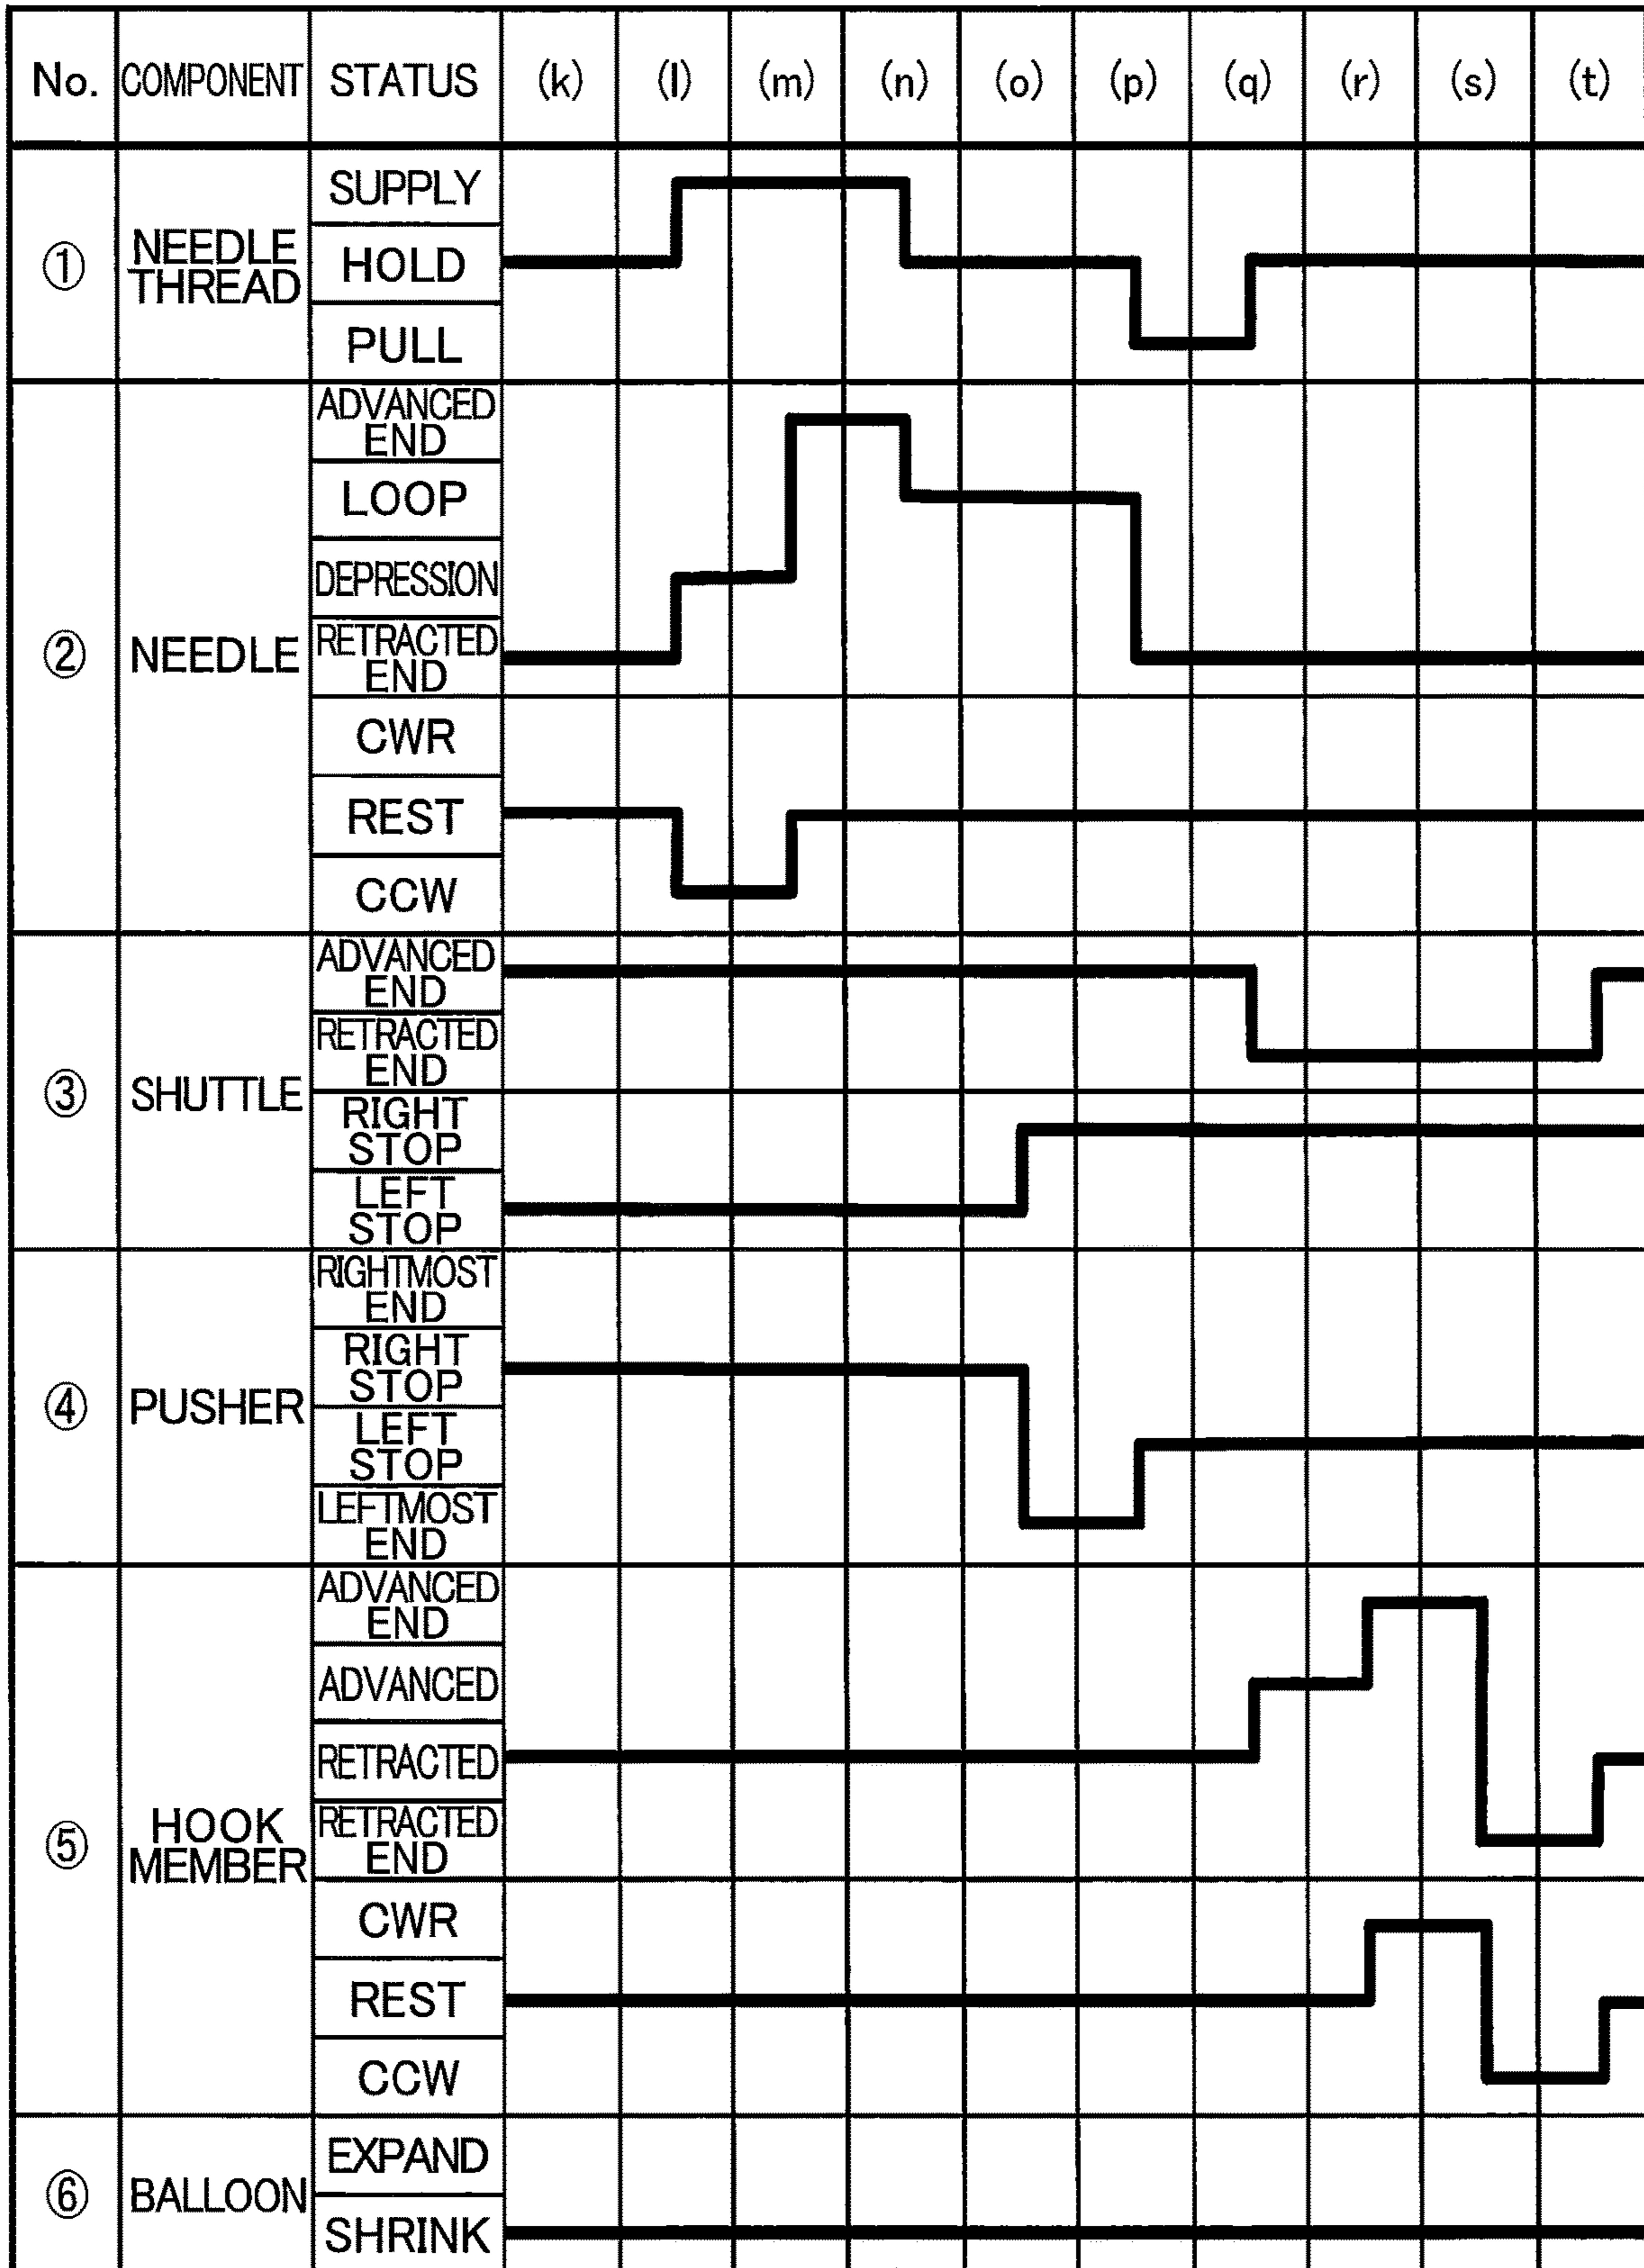 No. COMPONENT STATUS (k) (l) (m) (n) (o) (p) (q) (r) (s) (t)
① NEEDLE
THREAD
SUPPLY
HOLD
PULL
② NEEDLE
ADVANCED
END
LOOP
DEPRESSION
RETRACTED
END
CWR
REST
CCW
③ SHUTTLE
ADVANCED
END
RETRACTED
END
RIGHT
STOP
LEFT
STOP
④ PUSHER
RIGHTMOST
END
RIGHT
STOP
LEFT
STOP
LEFTMOST
END
⑤ HOOK
MEMBER
ADVANCED
END
ADVANCED
RETRACTED
RETRACTED
END
CWR
REST
CCW
⑥ BALLOON
EXPAND
SHRINK